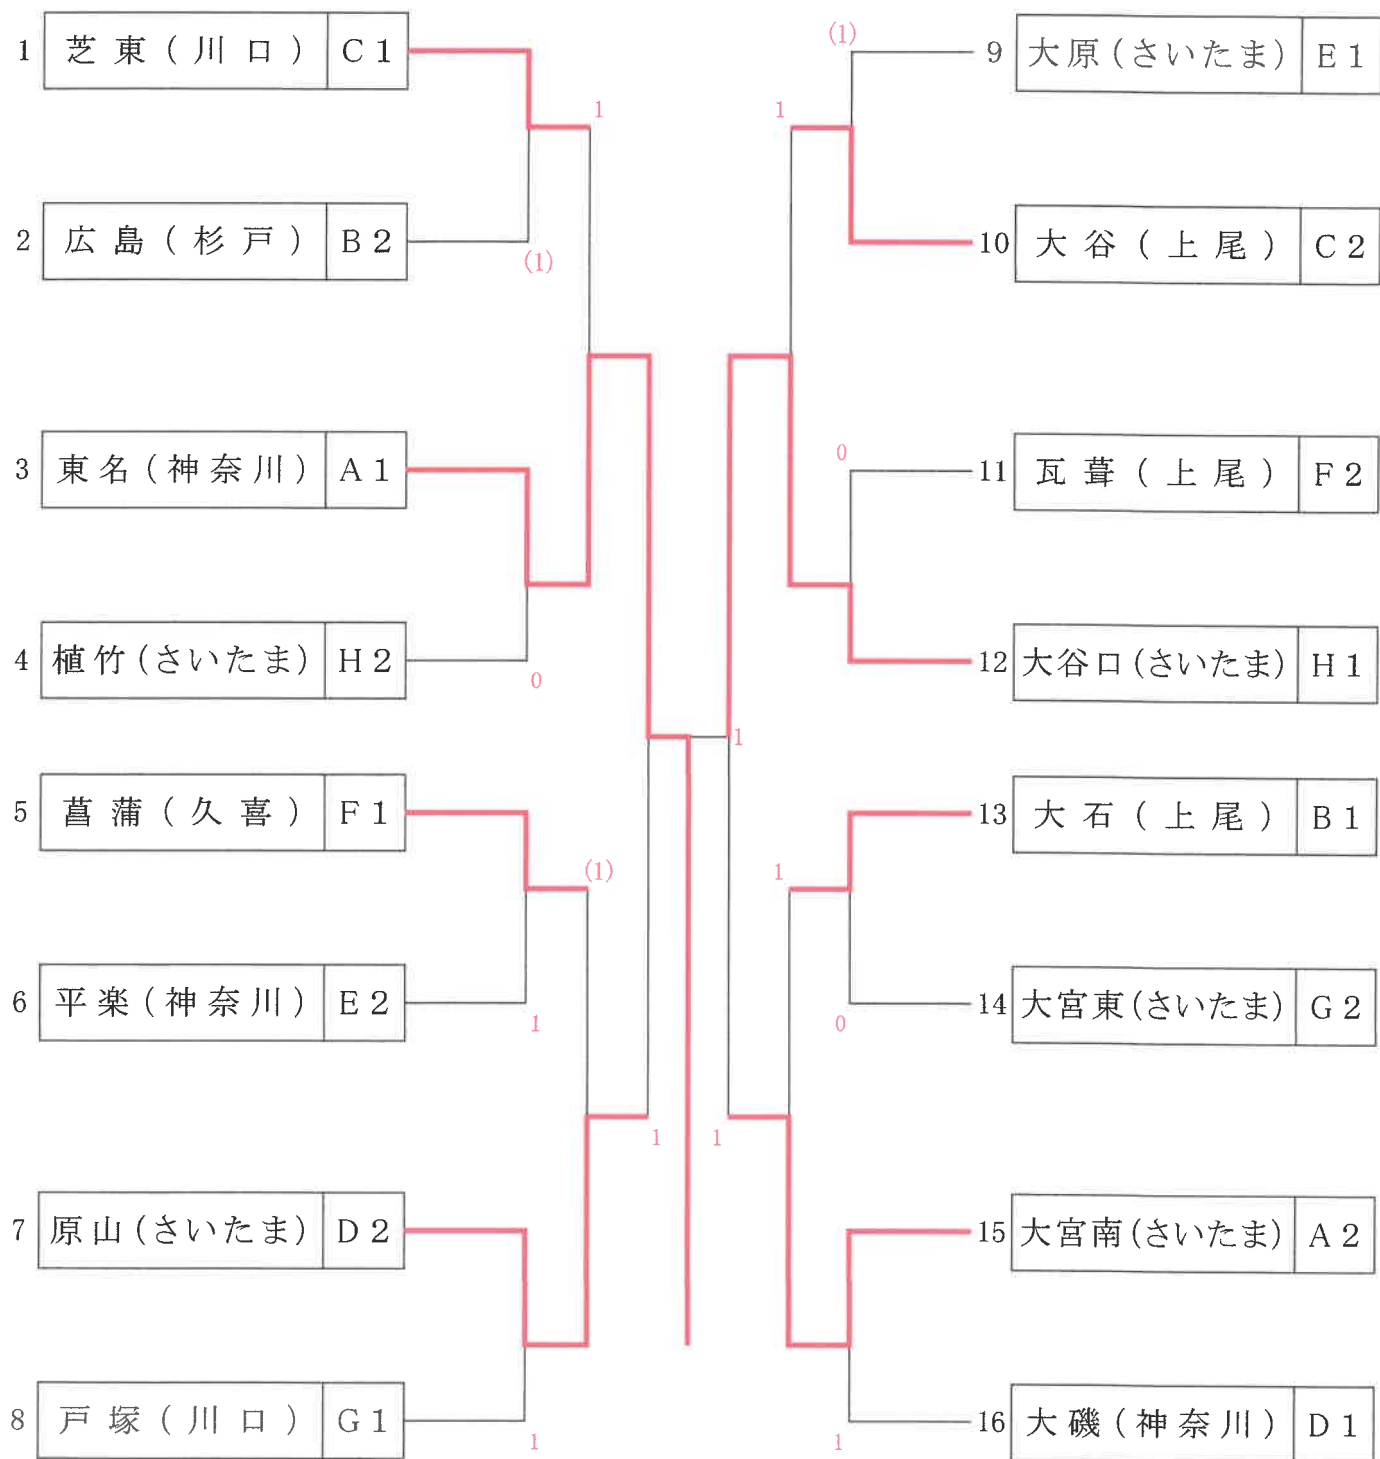 1 芝東(川口) C1
(1)
9 大原(さいたま) E1
1
1
2 広島(杉戸) B2
(1)
10 大谷(上尾) C2
3 東名(神奈川) A1
0
11 瓦葺(上尾) F2
4 植竹(さいたま) H2
0
12 大谷口(さいたま) H1
1
5 菖蒲(久喜) F1
13 大石(上尾) B1
(1)
1
6 平楽(神奈川) E2
1
14 大宮東(さいたま) G2
0
1
1
7 原山(さいたま) D2
15 大宮南(さいたま) A2
8 戸塚(川口) G1
1
16 大磯(神奈川) D1
1